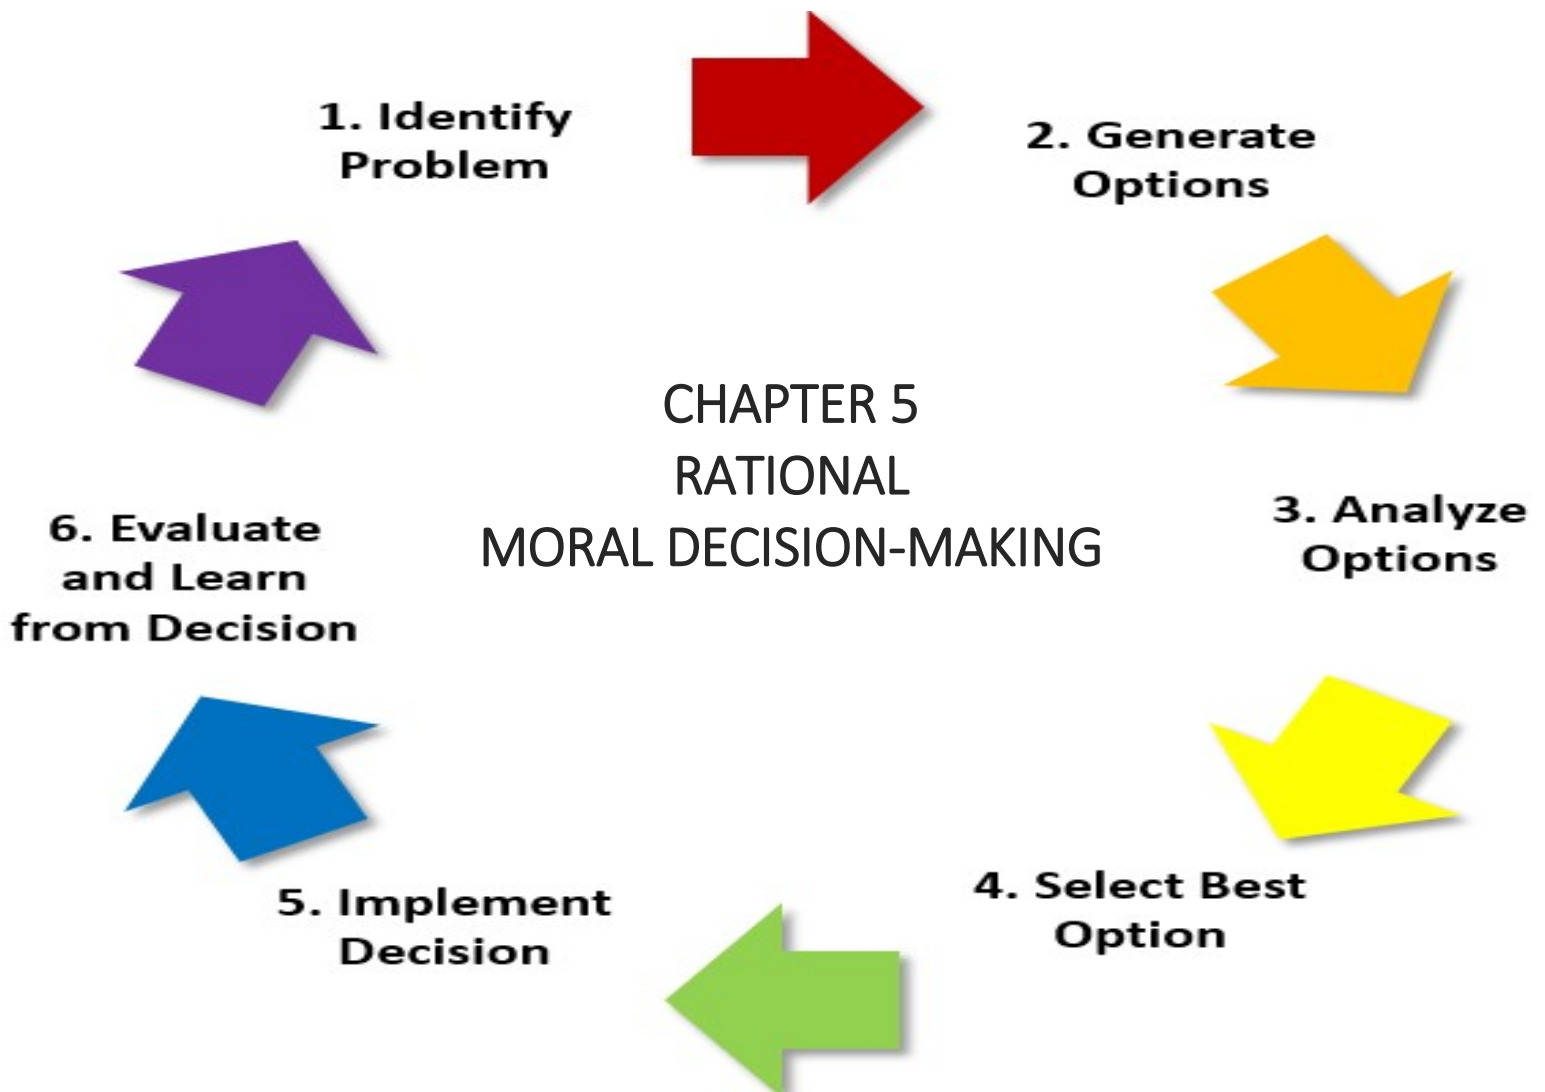 1. Identify
Problem
2. Generate
Options
CHAPTER 5
RATIONAL
MORAL DECISION-MAKING
3. Analyze
Options
4. Select Best
Option
5. Implement
Decision
6. Evaluate
and Learn
from Decision